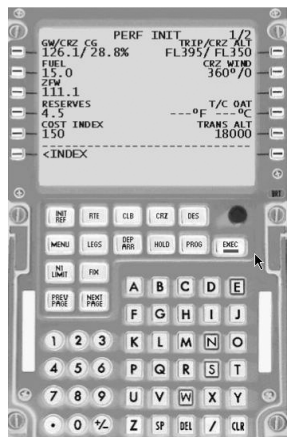 PERF INIT 1/2
GW/CRZ CG TRIP/CRZ ALT
126.1/28.8% FL395/FL350
FUEL CRZ WIND
15.0 360°/0
ZFW
111.1
RESERVES T/C OAT
4.5 ---°F ---°C
COST INDEX TRANS ALT
150 18000
<INDEX
BRT
INIT REF RTE CLB CRZ DES
MENU LEGS DEP ARR HOLD PROG EXEC
N1 LIMIT FIX
PREV PAGE NEXT PAGE
A B C D E
F G H I J
1 2 3 K L M N O
4 5 6 P Q R S T
7 8 9 U V W X Y
. 0 +/- Z SP DEL / CLR